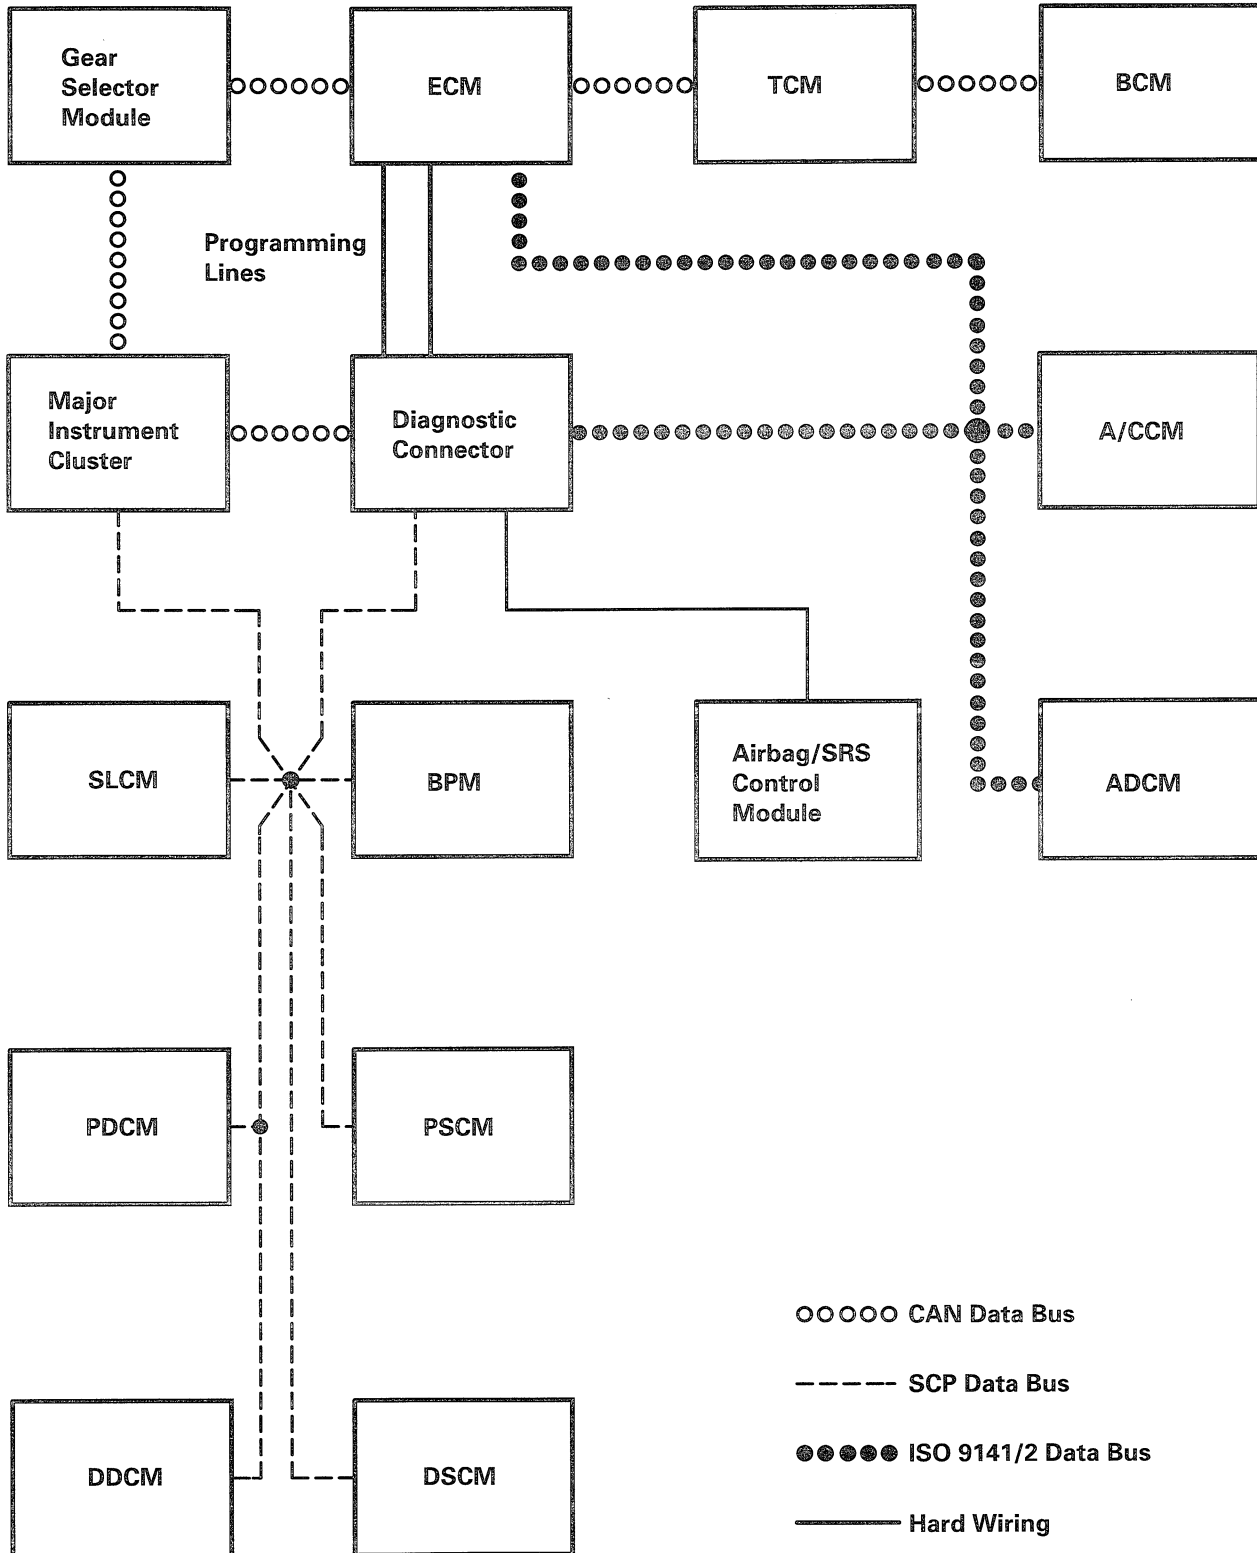 Gear
Selector
Module
ECM
TCM
BCM
Programming
Lines
Major
Instrument
Cluster
Diagnostic
Connector
A/CCM
SLCM
BPM
Airbag/SRS
Control
Module
ADCM
PDCM
PSCM
DDCM
DSCM
CAN Data Bus
SCP Data Bus
ISO 9141/2 Data Bus
Hard Wiring